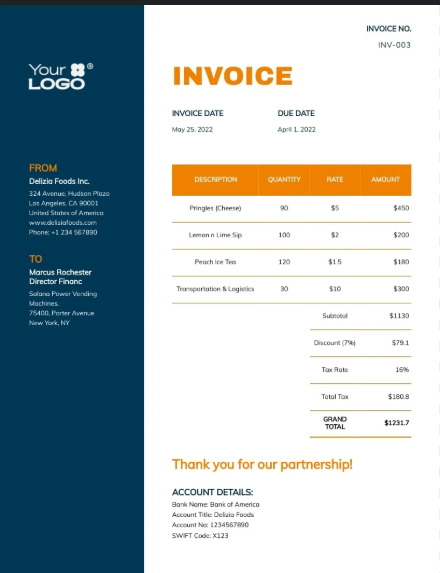 INVOICE NO.
INV-003
Your LOGO®
INVOICE
INVOICE DATE DUE DATE
May 25, 2022 April 1, 2022
FROM
Delizia Foods Inc.
324 Avenue, Hudson Plaza
Los Angeles, CA 90001
United States of America
www.deliziafoods.com
Phone: +1 234 567890
TO
Marcus Rochester
Director Financ
Solana Power Vending
Machines.
75400, Porter Avenue
New York, NY
DESCRIPTION QUANTITY RATE AMOUNT
Pringles (Cheese) 90 $5 $450
Lemon n Lime Sip 100 $2 $200
Peach Ice Tea 120 $1.5 $180
Transportation & Logistics 30 $10 $300
Subtotal $1130
Discount (7%) $79.1
Tax Rate 16%
Total Tax $180.8
GRAND
TOTAL $1231.7
Thank you for our partnership!
ACCOUNT DETAILS:
Bank Name: Bank of America
Account Title: Delizia Foods
Account No: 1234567890
SWIFT Code: X123